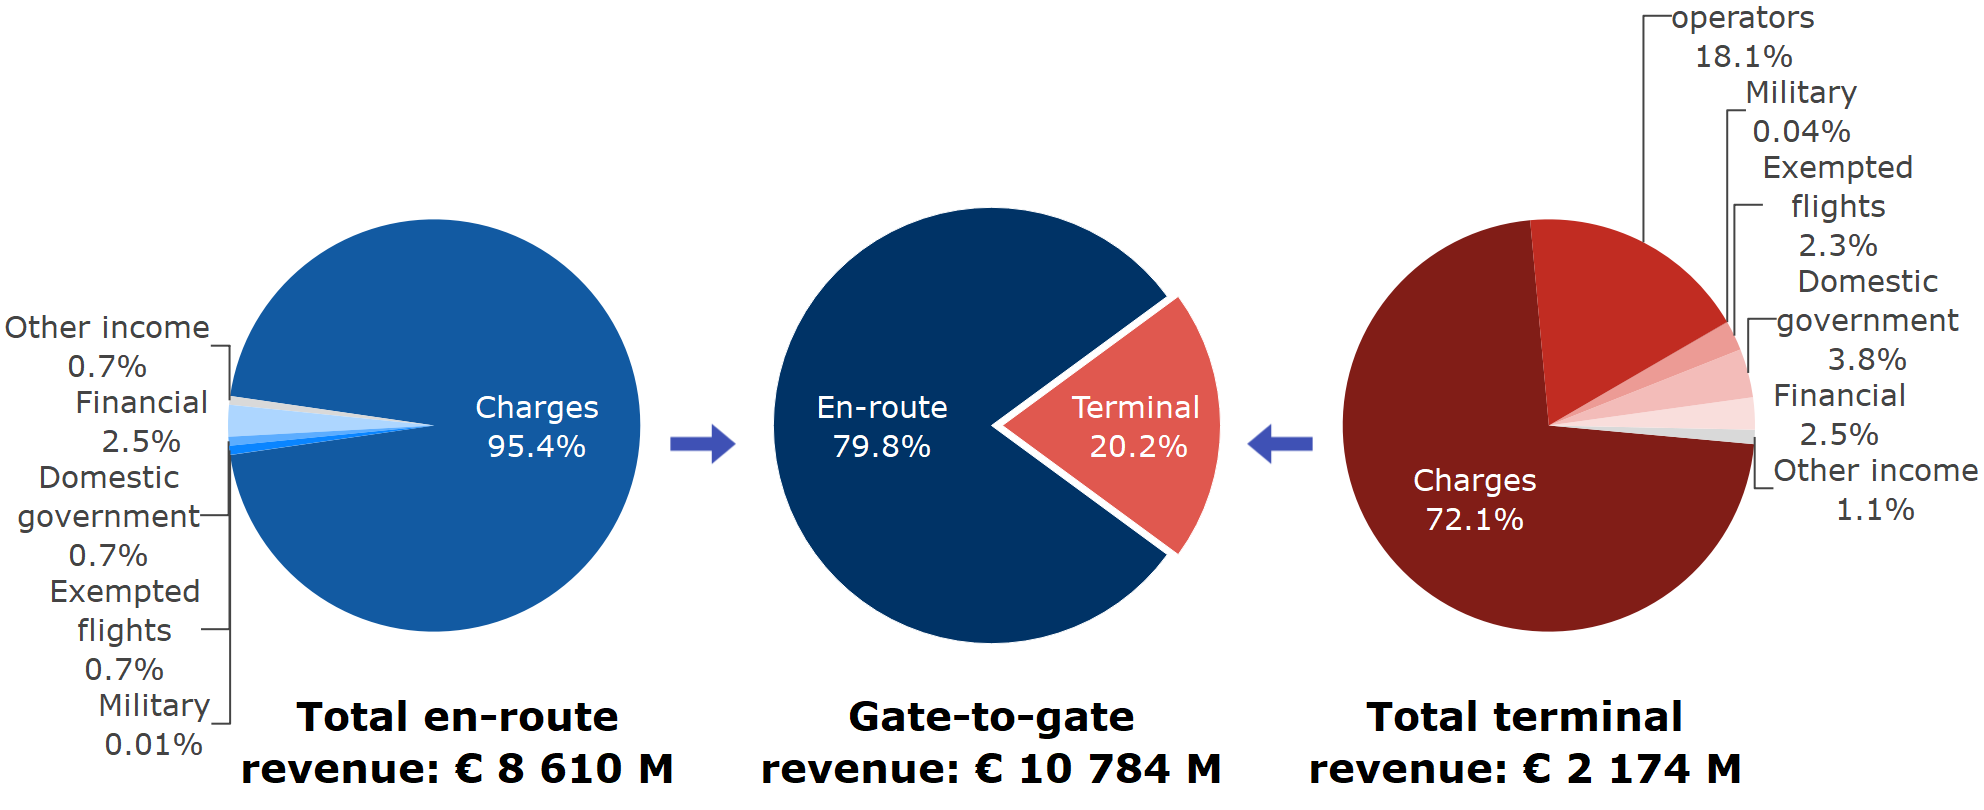 Other income
0.7%
Financial
2.5%
Domestic
government
0.7%
Exempted
flights
0.7%
Military
0.01%
Charges
95.4%
Total en-route
revenue: € 8 610 M
En-route
79.8%
Terminal
20.2%
Gate-to-gate
revenue: € 10 784 M
operators
18.1%
Military
0.04%
Exempted
flights
2.3%
Domestic
government
3.8%
Financial
2.5%
Other income
1.1%
Charges
72.1%
Total terminal
revenue: € 2 174 M